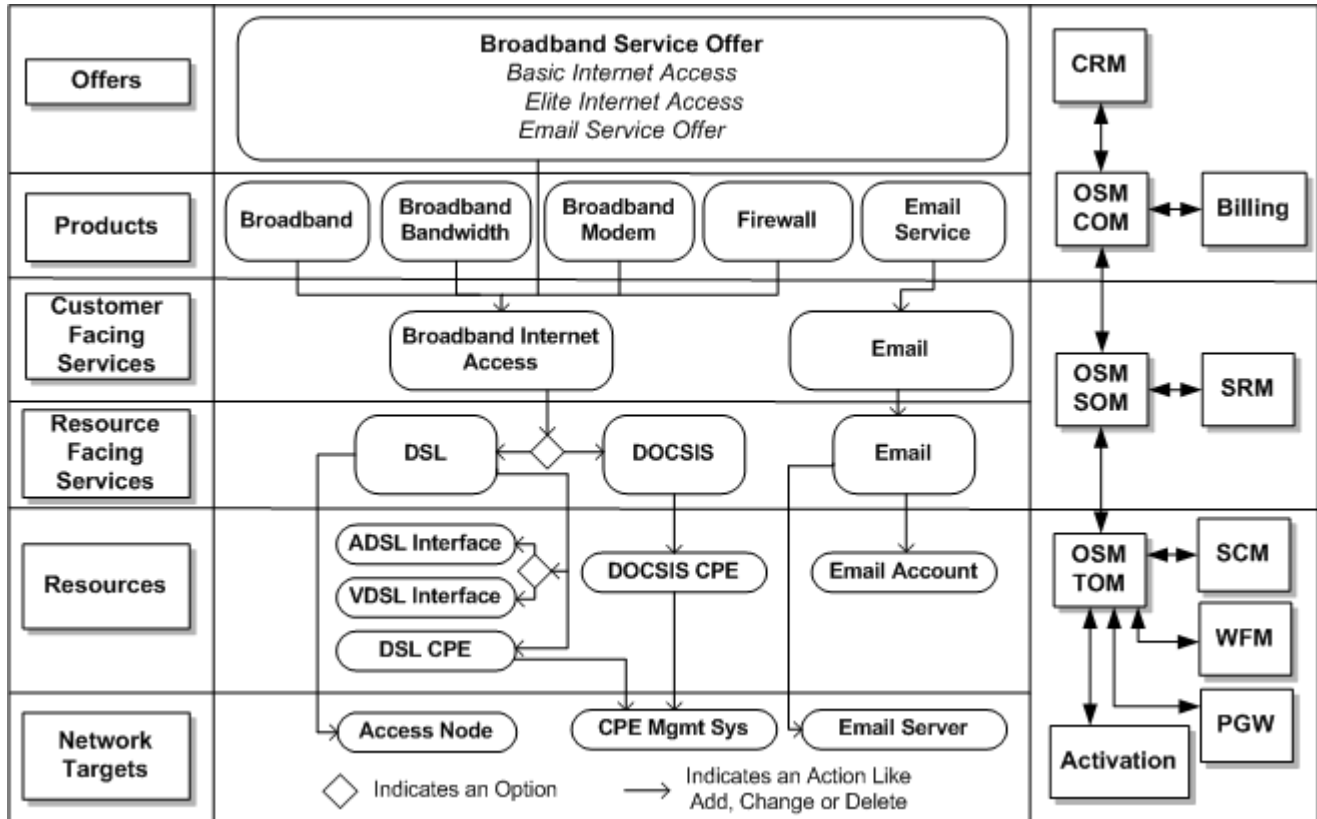 Offers
Broadband Service Offer
Basic Internet Access
Elite Internet Access
Email Service Offer
CRM
Products
Broadband
Broadband
Bandwidth
Broadband
Modem
Firewall
Email
Service
OSM
COM
Billing
Customer
Facing
Services
Broadband Internet
Access
Email
OSM
SOM
SRM
Resource
Facing
Services
DSL
DOCSIS
Email
Resources
ADSL Interface
VDSL Interface
DSL CPE
DOCSIS CPE
Email Account
OSM
TOM
SCM
WFM
PGW
Activation
Network
Targets
Access Node
CPE Mgmt Sys
Email Server
Indicates an Option
Indicates an Action Like
Add, Change or Delete